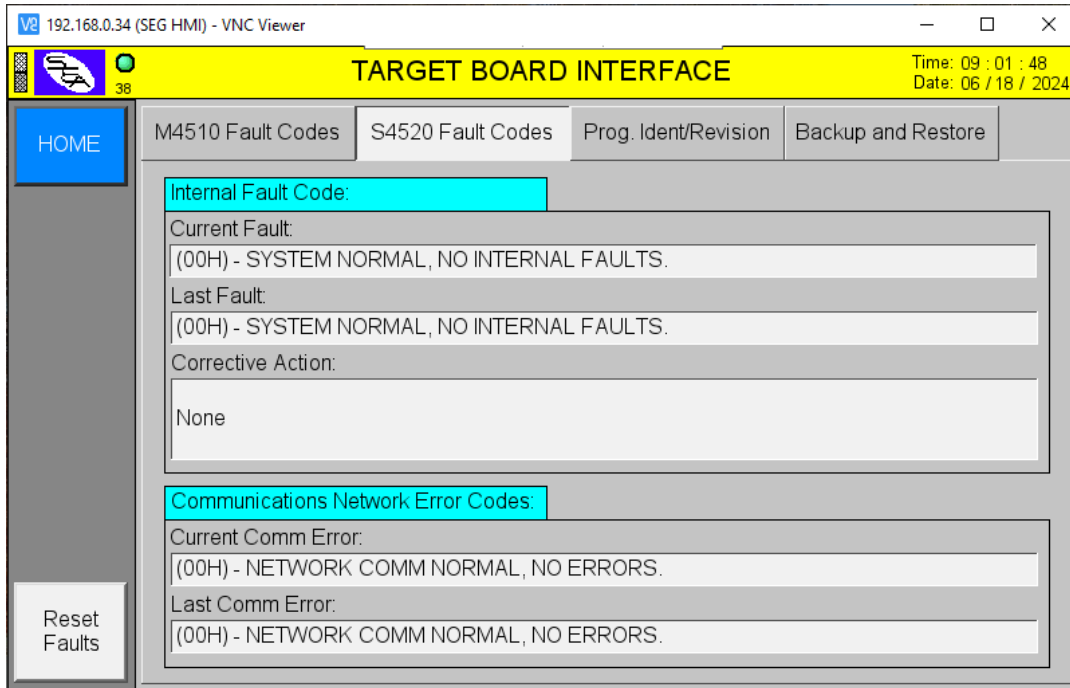 192.168.0.34 (SEG HMI) - VNC Viewer
38
TARGET BOARD INTERFACE
Time: 09 : 01 : 48
Date: 06 / 18 / 2024
HOME
M4510 Fault Codes
S4520 Fault Codes
Prog. Ident/Revision
Backup and Restore
Internal Fault Code:
Current Fault:
(00H) - SYSTEM NORMAL, NO INTERNAL FAULTS.
Last Fault:
(00H) - SYSTEM NORMAL, NO INTERNAL FAULTS.
Corrective Action:
None
Communications Network Error Codes:
Current Comm Error:
(00H) - NETWORK COMM NORMAL, NO ERRORS.
Last Comm Error:
(00H) - NETWORK COMM NORMAL, NO ERRORS.
Reset
Faults